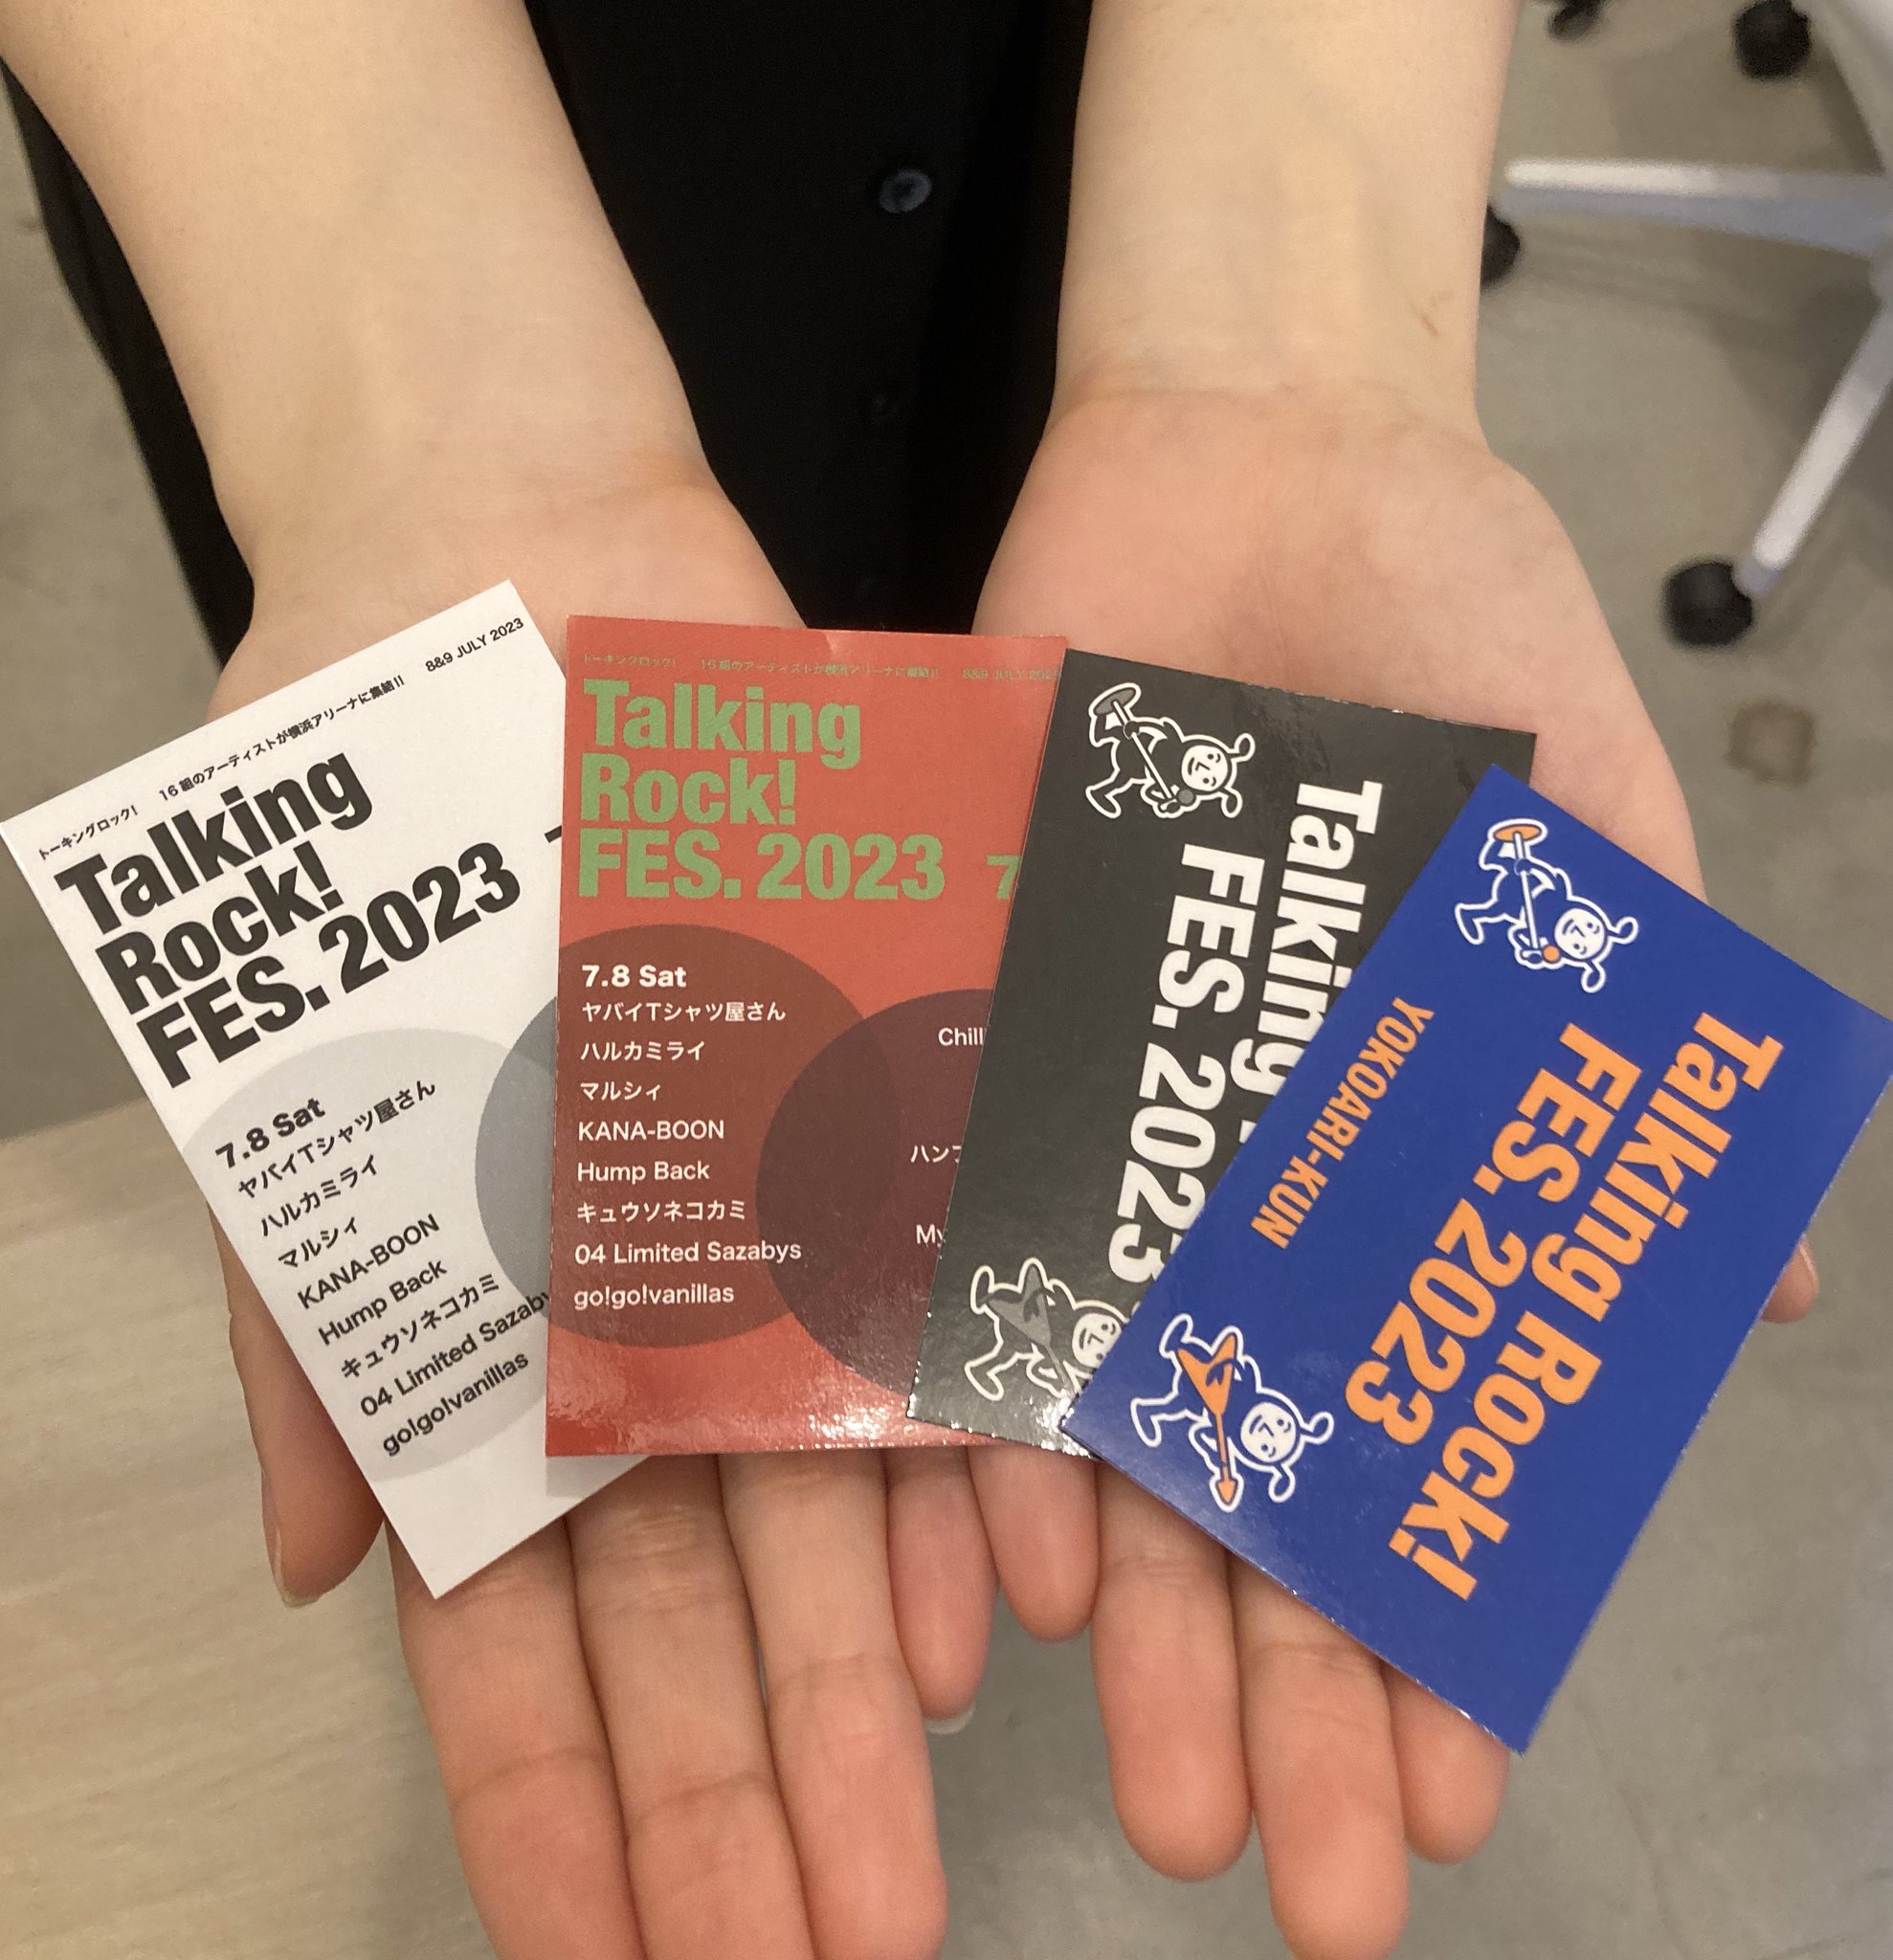 トーキングロック! 16組のアーティストが横浜アリーナに集結!! 8&9 JULY 2023
Talking
Rock!
FES. 2023
7.8 Sat
ヤバイTシャツ屋さん
ハルカミライ
マルシィ
KANA-BOON
Hump Back
キュウソネコカミ
04 Limited Sazaby
go!go!vanillas
トーキングロック! 16組のアーティストが横浜アリーナに集結!! 8&9 JULY 2023
Talking
Rock!
FES. 2023 7
7.8 Sat
ヤバイTシャツ屋さん
ハルカミライ
マルシィ
KANA-BOON
Hump Back
キュウソネコカミ
04 Limited Sazabys
go!go!vanillas
Chil
ハン
My
Talking
FES. 2023
Talking Rock!
FES. 2023
YOKOARI-KUN